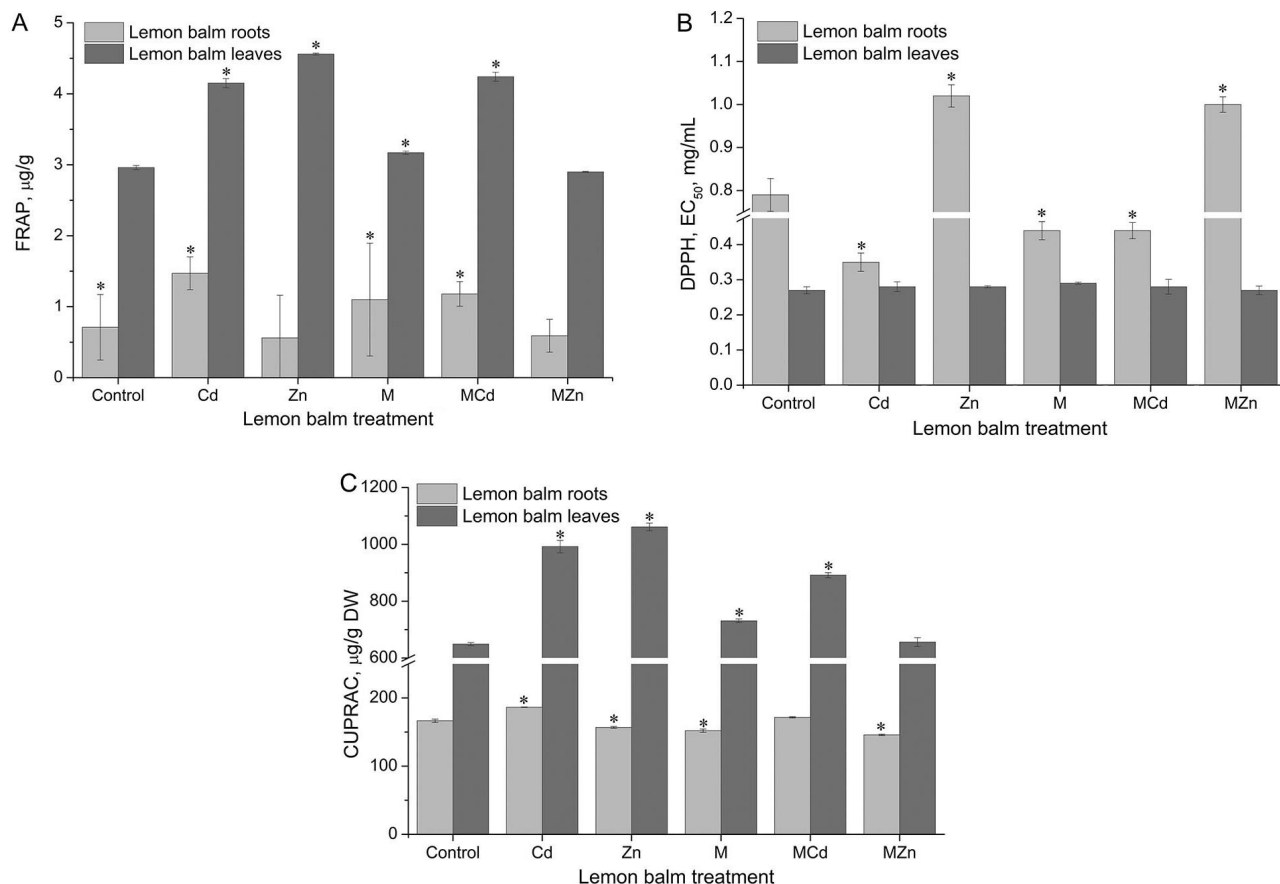 A
Lemon balm roots
Lemon balm leaves
FRAP, μg/g
5
4
3
2
1
0
* * * * * * * *
Control Cd Zn M MCd MZn
Lemon balm treatment
B
Lemon balm roots
Lemon balm leaves
DPPH, EC50, mg/mL
1.2
1.0
0.8
0.4
0.3
0.2
0.1
0.0
* * * * *
Control Cd Zn M MCd MZn
Lemon balm treatment
C
Lemon balm roots
Lemon balm leaves
CUPRAC, μg/g DW
1200
1000
800
600
200
100
0
* * * * * * * *
Control Cd Zn M MCd MZn
Lemon balm treatment